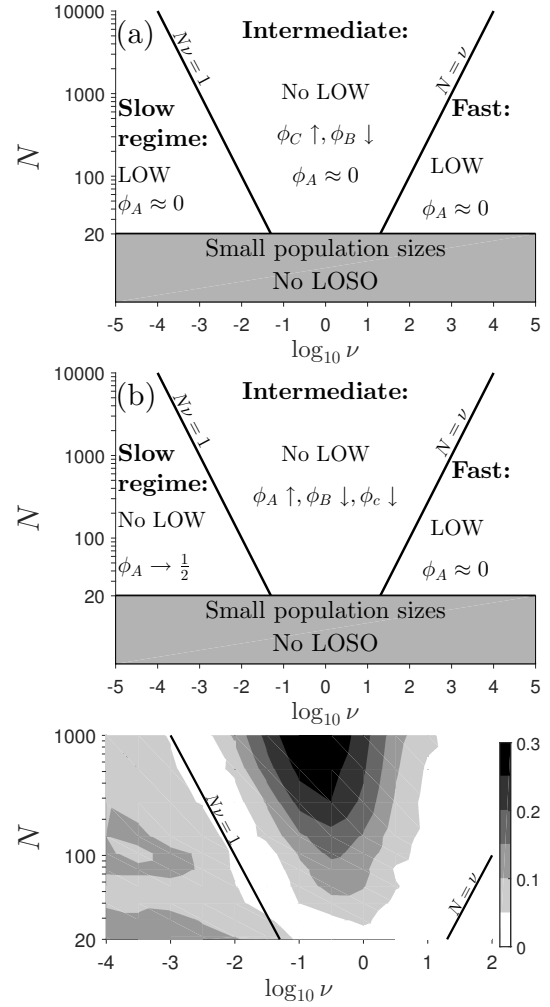 10000
(a)
Intermediate:
Nν = 1
N = ν
No LOW
1000
Slow
Fast:
regime:
ϕ_C ↑, ϕ_B ↓
N
LOW
LOW
100
ϕ_A ≈ 0
ϕ_A ≈ 0
ϕ_A ≈ 0
20
Small population sizes
No LOSO
-5 -4 -3 -2 -1 0 1 2 3 4 5
log₁₀ ν
10000
(b)
Intermediate:
Nν = 1
N = ν
Slow
No LOW
1000
Fast:
regime:
ϕ_A ↑, ϕ_B ↓, ϕ_c ↓
N
No LOW
LOW
100
ϕ_A → 1/2
ϕ_A ≈ 0
20
Small population sizes
No LOSO
-5 -4 -3 -2 -1 0 1 2 3 4 5
log₁₀ ν
1000
0.3
Nν = 1
0.2
N
100
N = ν
0.1
20
0
-4 -3 -2 -1 0 1 2
log₁₀ ν